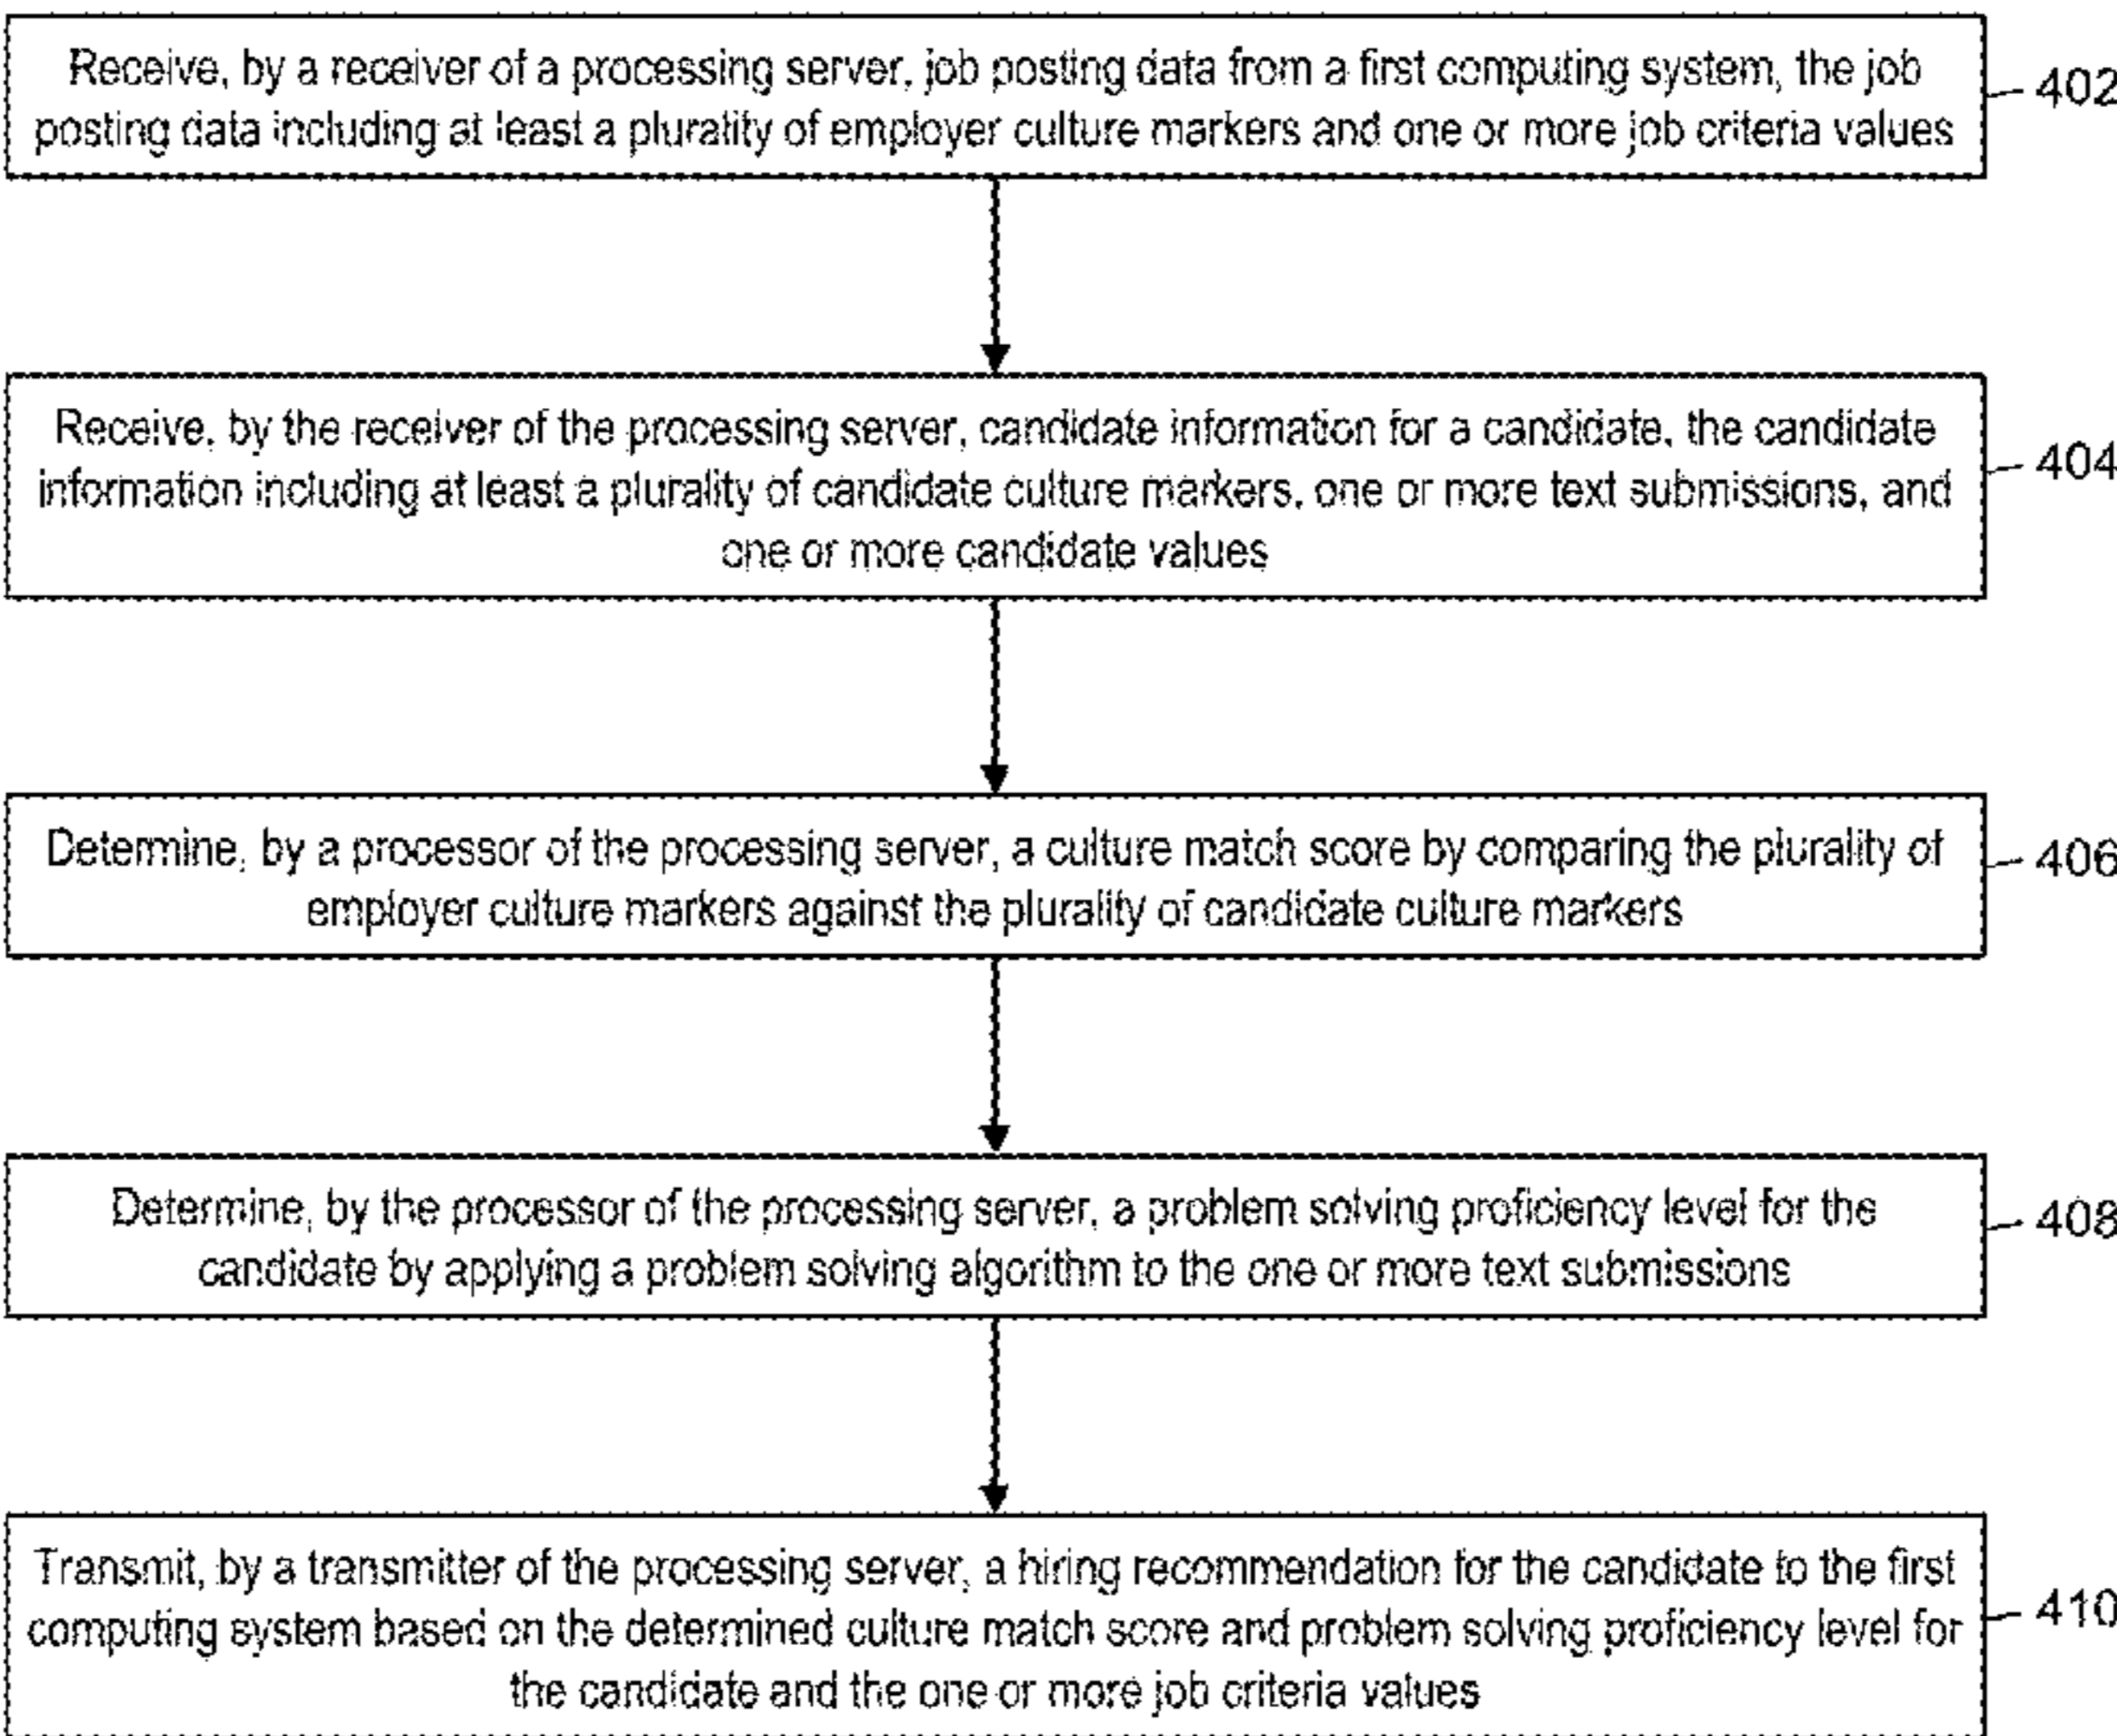 Receive, by a receiver of a processing server, job posting data from a first computing system, the job
posting data including at least a plurality of employer culture markers and one or more job criteria values
402
Receive, by the receiver of the processing server, candidate information for a candidate, the candidate
information including at least a plurality of candidate culture markers, one or more text submissions, and
one or more candidate values
404
Determine, by a processor of the processing server, a culture match score by comparing the plurality of
employer culture markers against the plurality of candidate culture markers
406
Determine, by the processor of the processing server, a problem solving proficiency level for the
candidate by applying a problem solving algorithm to the one or more text submissions
408
Transmit, by a transmitter of the processing server, a hiring recommendation for the candidate to the first
computing system based on the determined culture match score and problem solving proficiency level for
the candidate and the one or more job criteria values
410